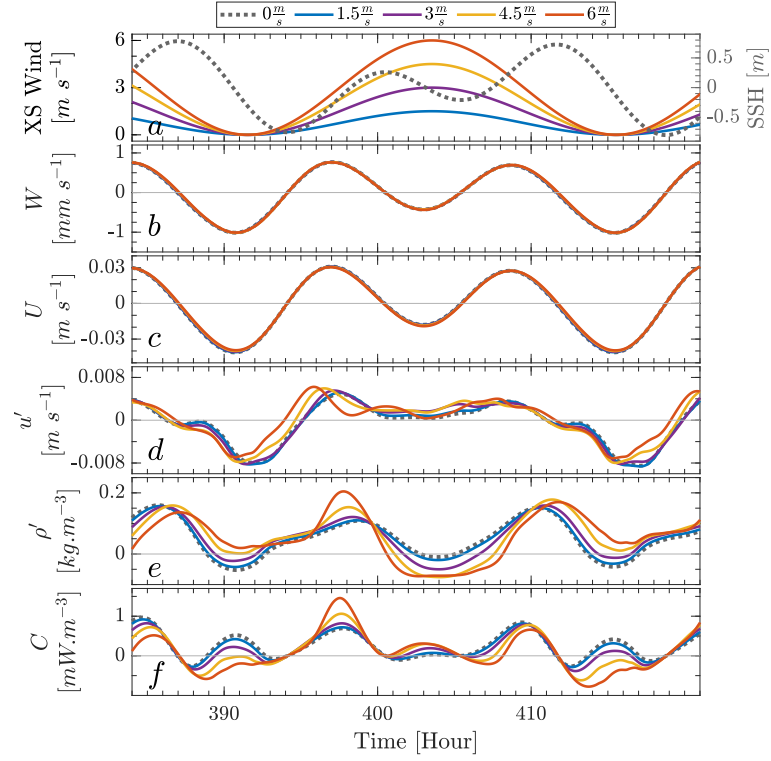 0 m/s 1.5 m/s 3 m/s 4.5 m/s 6 m/s
XS Wind
[m s⁻¹]
6
3
0
a
0.5
0
-0.5
SSH [m]
W
[mm s⁻¹]
1
0
-1
b
U
[m s⁻¹]
0.03
0
-0.03
c
u′
[m s⁻¹]
0.008
0
-0.008
d
ρ′
[kg.m⁻³]
0.2
0
e
C
[mW.m⁻³]
1
0
f
390 400 410
Time [Hour]